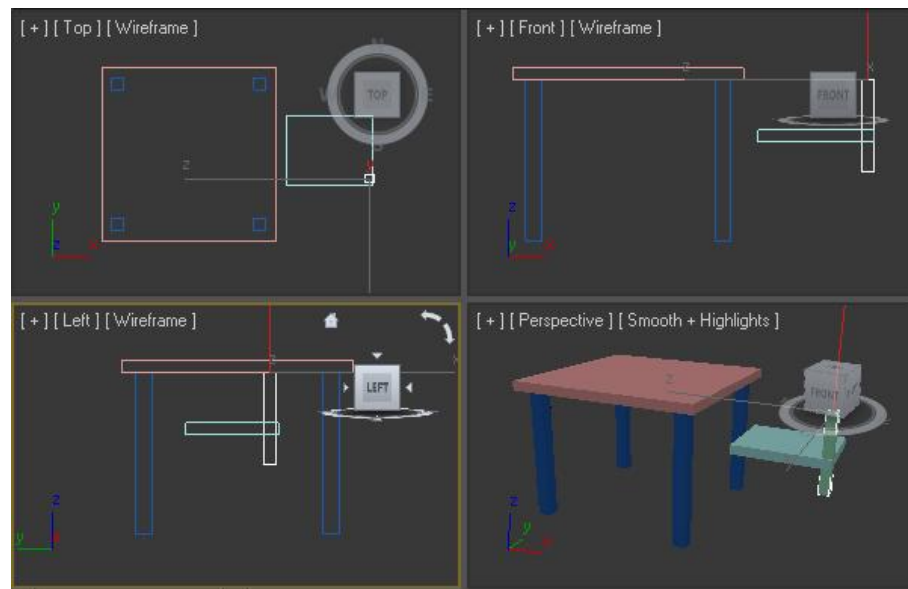 [ + ] [ Top ] [ Wireframe ]
TOP
z
y
z
x
[ + ] [ Front ] [ Wireframe ]
z
x
FRONT
z
y
x
[ + ] [ Left ] [ Wireframe ]
LEFT
z
y
x
[ + ] [ Perspective ] [ Smooth + Highlights ]
z
FRONT
z
y
x